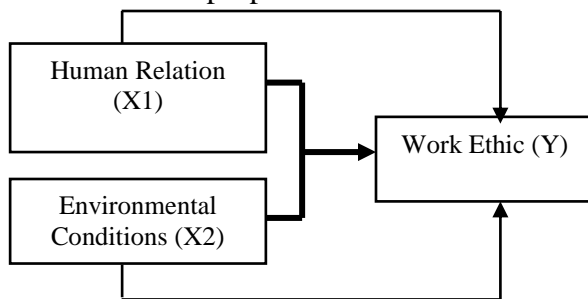 Human Relation
(X1)
Work Ethic (Y)
Environmental
Conditions (X2)